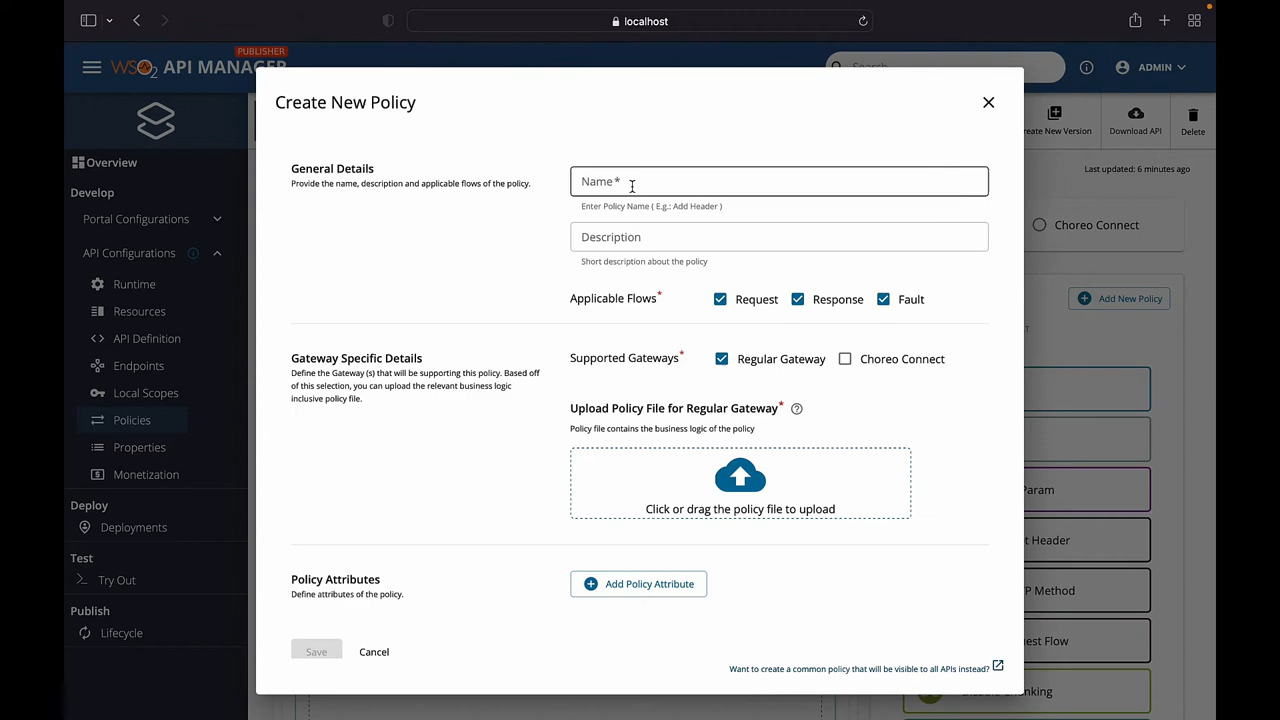 localhost
PUBLISHER
WSO2 API MANAGER
Search
ADMIN
Create New Version
Download API
Delete
Last updated: 6 minutes ago
Overview
Develop
Portal Configurations
API Configurations
Runtime
Resources
API Definition
Endpoints
Local Scopes
Policies
Properties
Monetization
Deploy
Deployments
Test
Try Out
Publish
Lifecycle
Create New Policy
General Details
Provide the name, description and applicable flows of the policy.
Name*
Enter Policy Name ( E.g.: Add Header )
Description
Short description about the policy
Applicable Flows*
Request
Response
Fault
Gateway Specific Details
Define the Gateway (s) that will be supporting this policy. Based off
of this selection, you can upload the relevant business logic
inclusive policy file.
Supported Gateways*
Regular Gateway
Choreo Connect
Upload Policy File for Regular Gateway*
Policy file contains the business logic of the policy
Click or drag the policy file to upload
Policy Attributes
Define attributes of the policy.
Add Policy Attribute
Save
Cancel
Want to create a common policy that will be visible to all APIs instead?
Choreo Connect
Add New Policy
Param
Header
Method
Flow